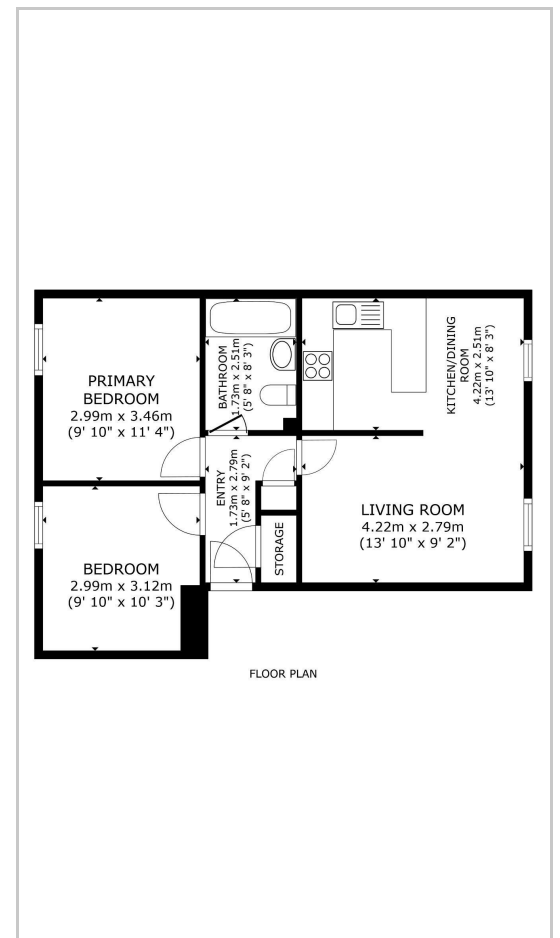 PRIMARY
BEDROOM
2.99m x 3.46m
(9' 10" x 11' 4")
BATHROOM
1.73m x 2.51m
(5' 8" x 8' 3")
KITCHEN/DINING
ROOM
4.22m x 2.51m
(13' 10" x 8' 3")
ENTRY
1.73m x 2.79m
(5' 8" x 9' 2")
LIVING ROOM
4.22m x 2.79m
(13' 10" x 9' 2")
STORAGE
BEDROOM
2.99m x 3.12m
(9' 10" x 10' 3")
FLOOR PLAN